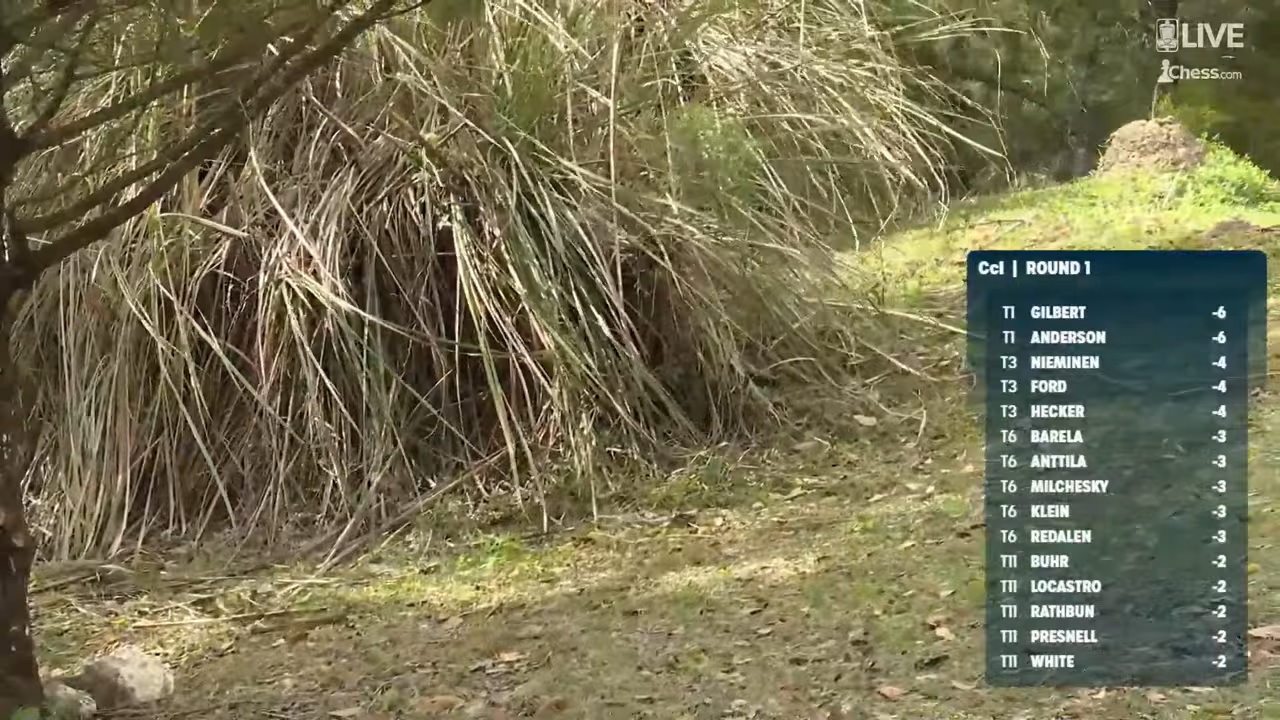 LIVE
Chess.com
CCI | ROUND 1
T1 GILBERT -6
T1 ANDERSON -6
T3 NIEMINEN -4
T3 FORD -4
T3 HECKER -4
T6 BARELA -3
T6 ANTTILA -3
T6 MILCHESKY -3
T6 KLEIN -3
T6 REDALEN -3
T11 BUHR -2
T11 LOCASTRO -2
T11 RATHBUN -2
T11 PRESNELL -2
T11 WHITE -2